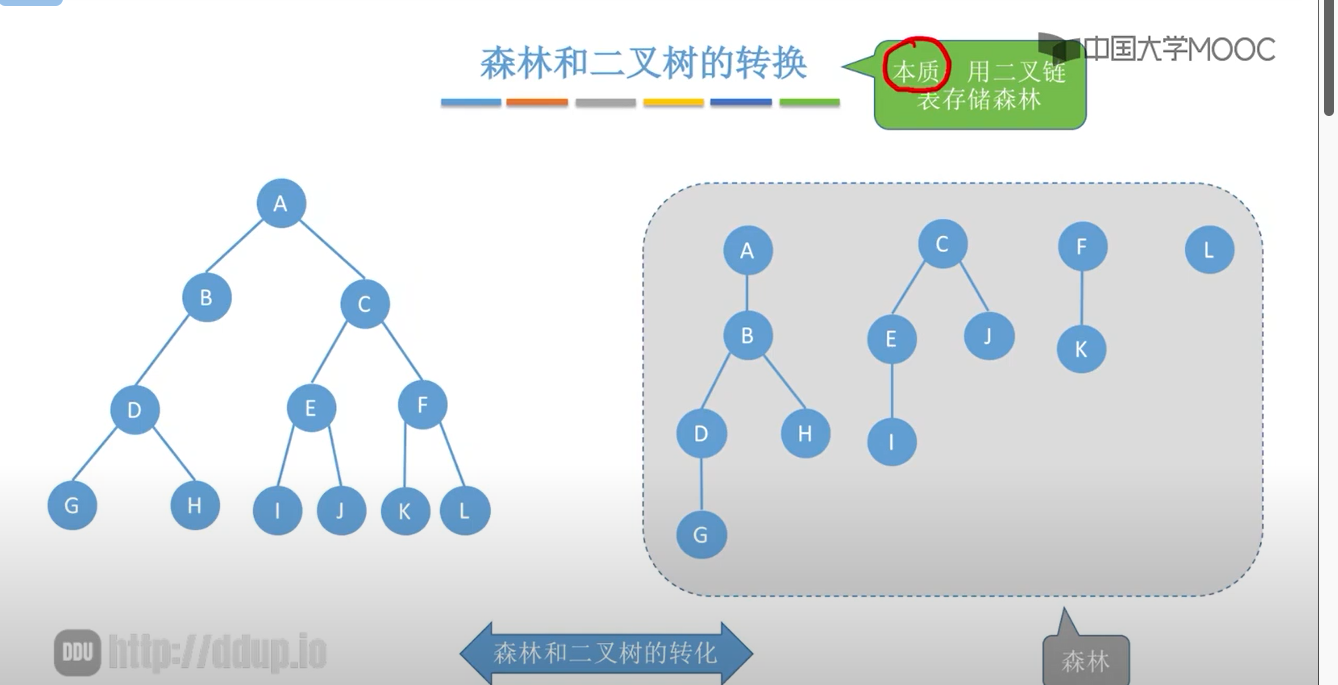 中国大学MOOC
森林和二叉树的转换
本质：用二叉链
表存储森林
A
B
C
D
E
F
G
H
I
J
K
L
A
C
F
L
B
E
J
K
D
H
I
G
DDU http://ddup.io
森林和二叉树的转化
森林